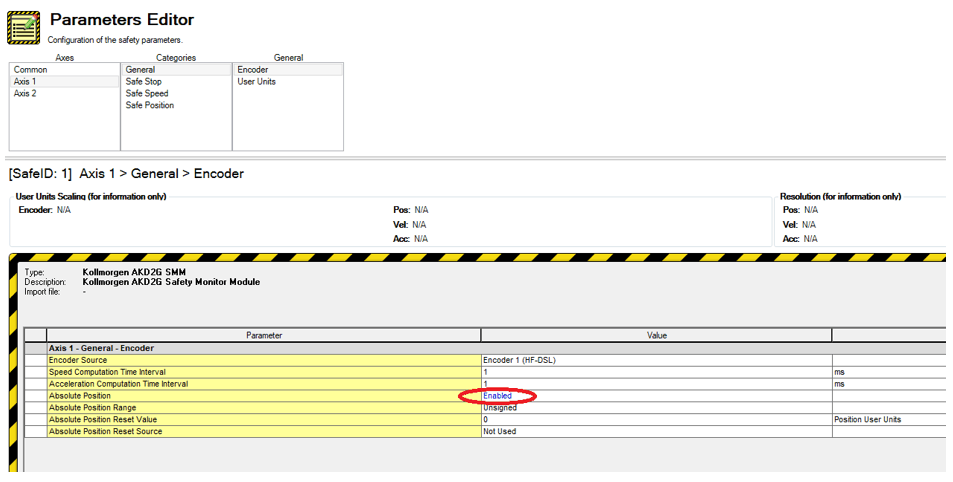 Parameters Editor
Configuration of the safety parameters.
Axes Categories General
Common General Encoder
Axis 1 Safe Stop User Units
Axis 2 Safe Speed
Safe Position
[SafeID: 1] Axis 1 > General > Encoder
User Units Scaling (for information only) Resolution (for information only)
Encoder: N/A Pos: N/A Pos: N/A
Vel: N/A Vel: N/A
Acc: N/A Acc: N/A
Type: Kollmorgen AKD2G SMM
Description: Kollmorgen AKD2G Safety Monitor Module
Import file: -
Parameter Value
Axis 1 - General - Encoder
Encoder Source Encoder 1 (HF-DSL)
Speed Computation Time Interval 1 ms
Acceleration Computation Time Interval 1 ms
Absolute Position Enabled
Absolute Position Range Unsigned
Absolute Position Reset Value 0 Position User Units
Absolute Position Reset Source Not Used